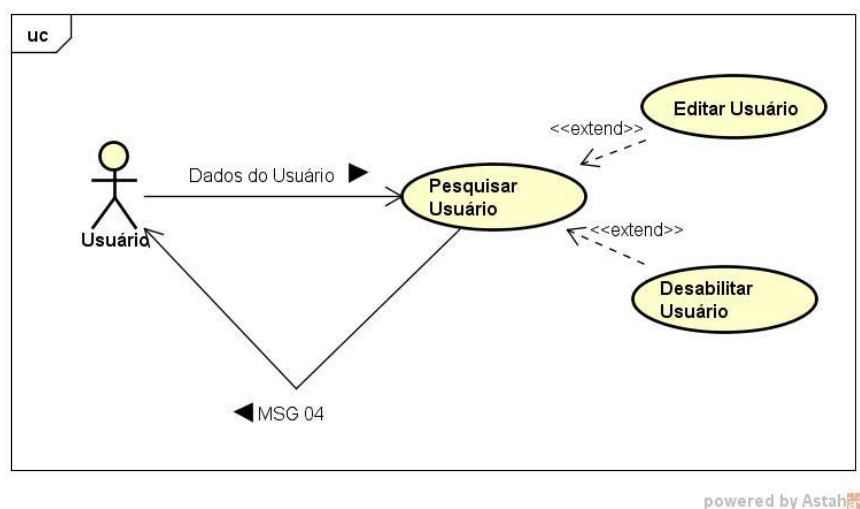 uc
Editar Usuário
<<extend>>
Dados do Usuário
Pesquisar
Usuário
Usuário
<<extend>>
Desabilitar
Usuário
MSG 04
powered by Astah